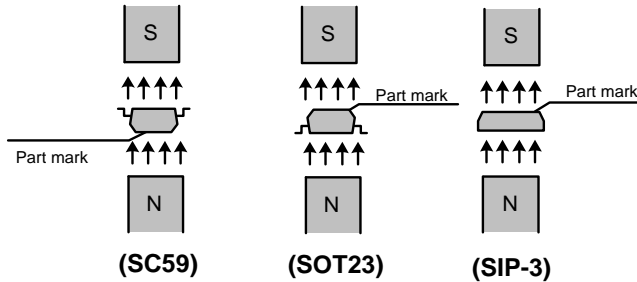 S
S
S
Part mark
Part mark
Part mark
N
N
N
(SC59)
(SOT23)
(SIP-3)